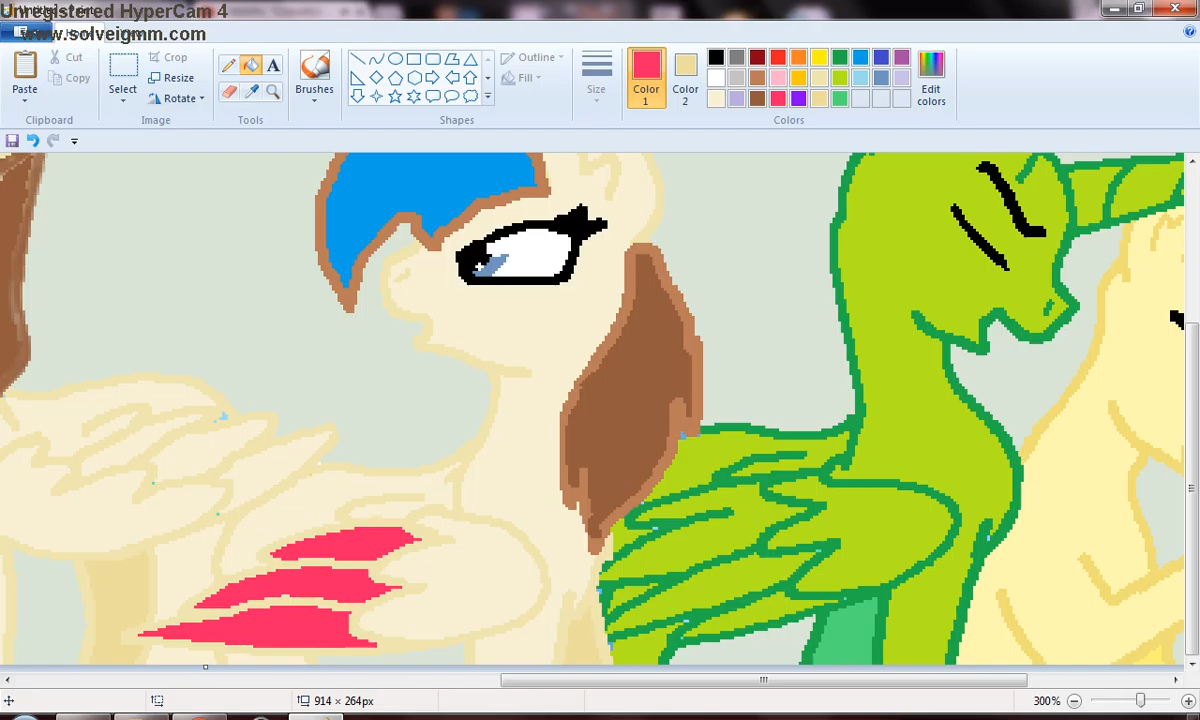 Unregistered HyperCam 4
www.solveigmm.com
Paste
Cut
Copy
Clipboard
Select
Crop
Resize
Rotate
Image
Tools
Brushes
Shapes
Outline
Fill
Size
Color 1
Color 2
Edit colors
Colors
914 × 264px
300%